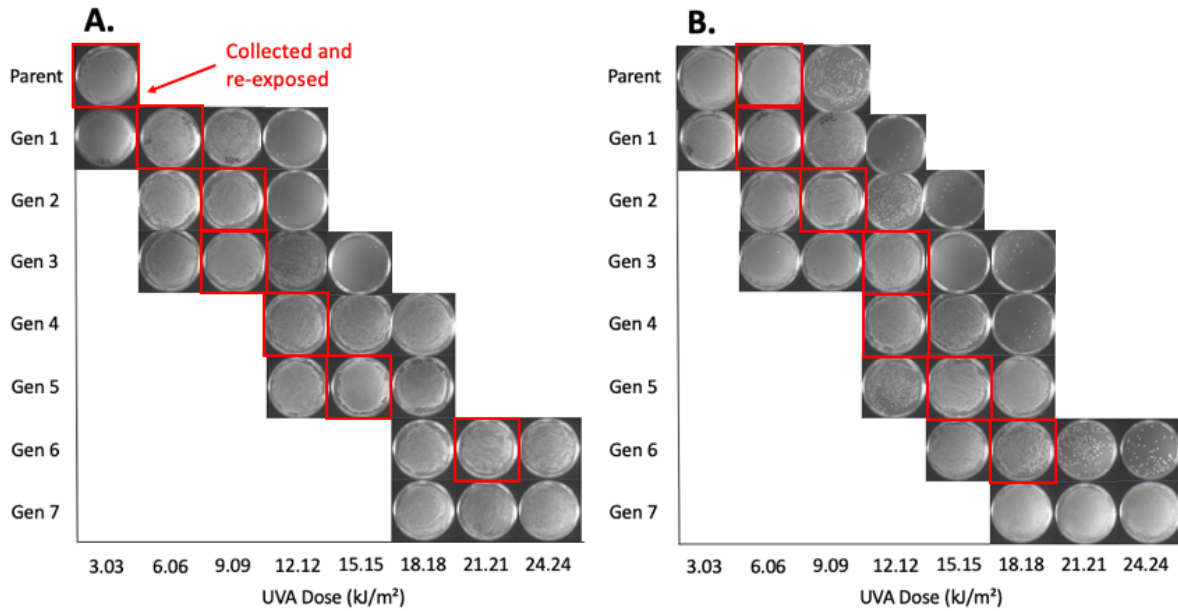 A.
B.
Collected and
re-exposed
Parent
Gen 1
Gen 2
Gen 3
Gen 4
Gen 5
Gen 6
Gen 7
3.03 6.06 9.09 12.12 15.15 18.18 21.21 24.24
UVA Dose (kJ/m²)
Parent
Gen 1
Gen 2
Gen 3
Gen 4
Gen 5
Gen 6
Gen 7
3.03 6.06 9.09 12.12 15.15 18.18 21.21 24.24
UVA Dose (kJ/m²)